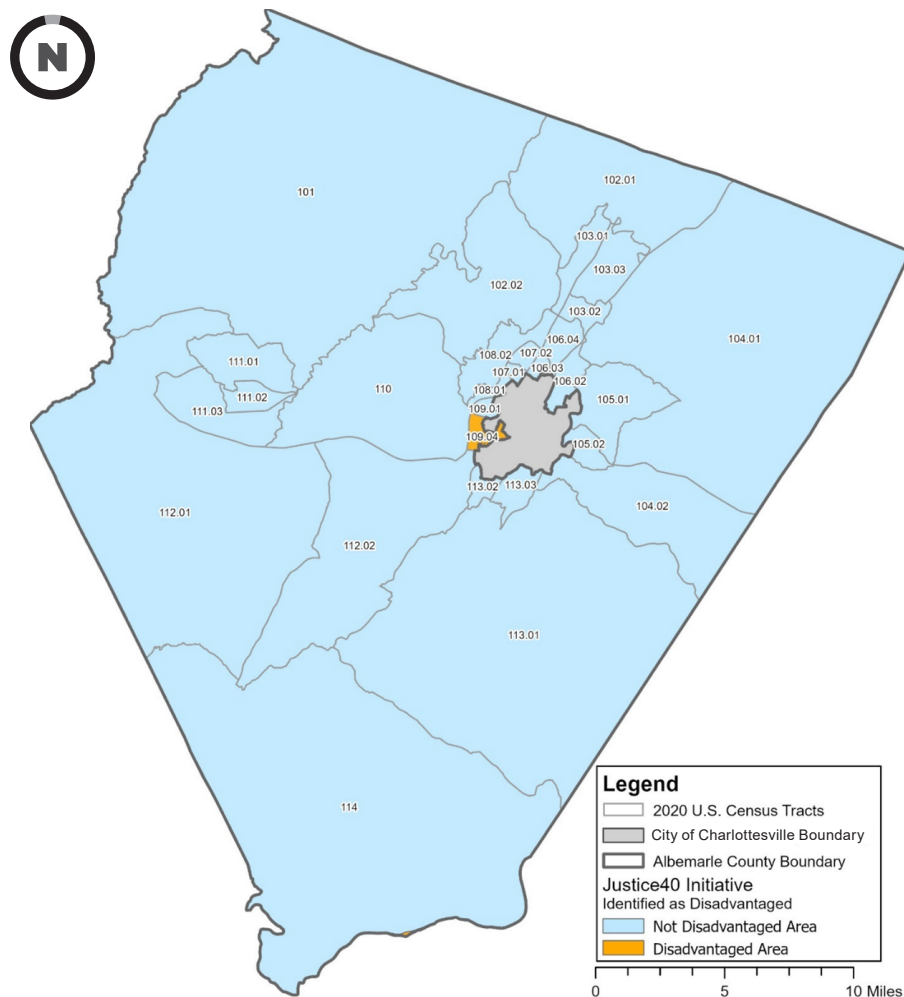 N
101
102.01
103.01
103.03
102.02
103.02
104.01
106.04
107.02
108.02
111.01
106.03
107.01
106.02
110
108.01
111.02
105.01
109.01
111.03
109.04
105.02
113.02
113.03
104.02
112.01
112.02
113.01
114
Legend
2020 U.S. Census Tracts
City of Charlottesville Boundary
Albemarle County Boundary
Justice40 Initiative
Identified as Disadvantaged
Not Disadvantaged Area
Disadvantaged Area
0 5 10 Miles